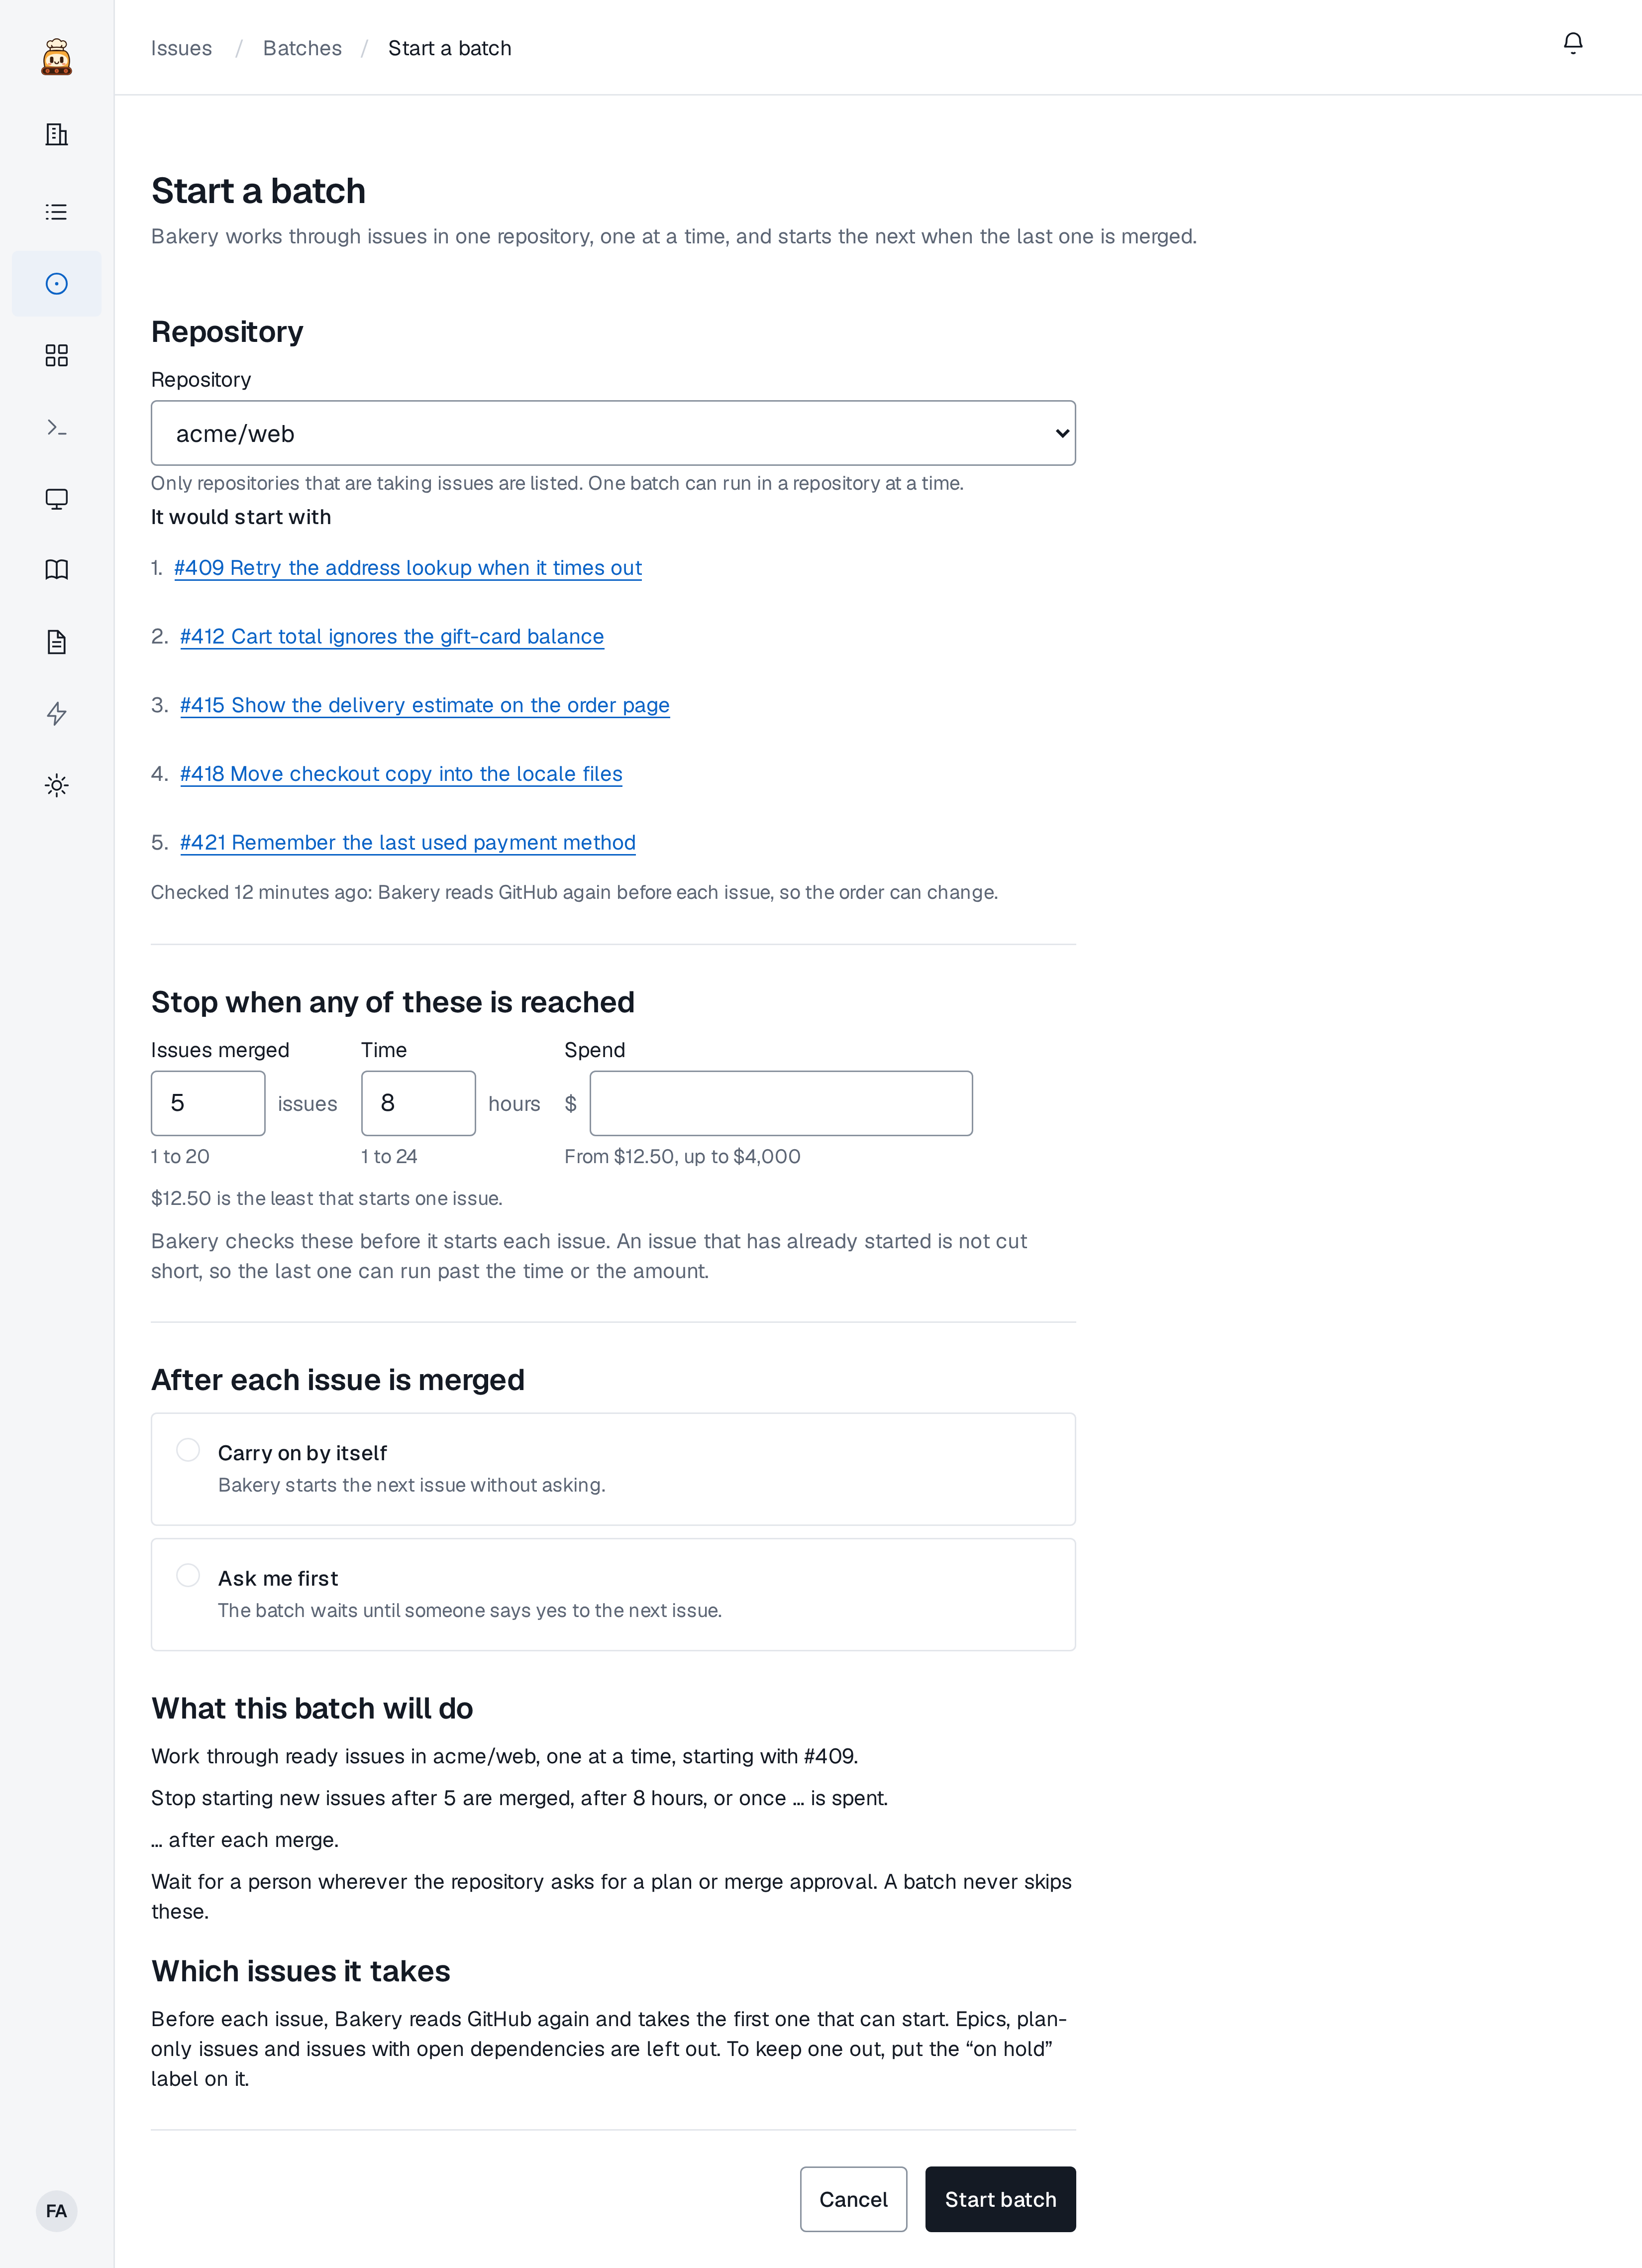 Issues / Batches / Start a batch
Start a batch
Bakery works through issues in one repository, one at a time, and starts the next when the last one is merged.
Repository
Repository
acme/web
Only repositories that are taking issues are listed. One batch can run in a repository at a time.
It would start with
1. #409 Retry the address lookup when it times out
2. #412 Cart total ignores the gift-card balance
3. #415 Show the delivery estimate on the order page
4. #418 Move checkout copy into the locale files
5. #421 Remember the last used payment method
Checked 12 minutes ago: Bakery reads GitHub again before each issue, so the order can change.
Stop when any of these is reached
Issues merged Time Spend
5 issues 8 hours $
1 to 20 1 to 24 From $12.50, up to $4,000
$12.50 is the least that starts one issue.
Bakery checks these before it starts each issue. An issue that has already started is not cut
short, so the last one can run past the time or the amount.
After each issue is merged
Carry on by itself
Bakery starts the next issue without asking.
Ask me first
The batch waits until someone says yes to the next issue.
What this batch will do
Work through ready issues in acme/web, one at a time, starting with #409.
Stop starting new issues after 5 are merged, after 8 hours, or once … is spent.
… after each merge.
Wait for a person wherever the repository asks for a plan or merge approval. A batch never skips
these.
Which issues it takes
Before each issue, Bakery reads GitHub again and takes the first one that can start. Epics, plan-
only issues and issues with open dependencies are left out. To keep one out, put the “on hold”
label on it.
Cancel Start batch
FA